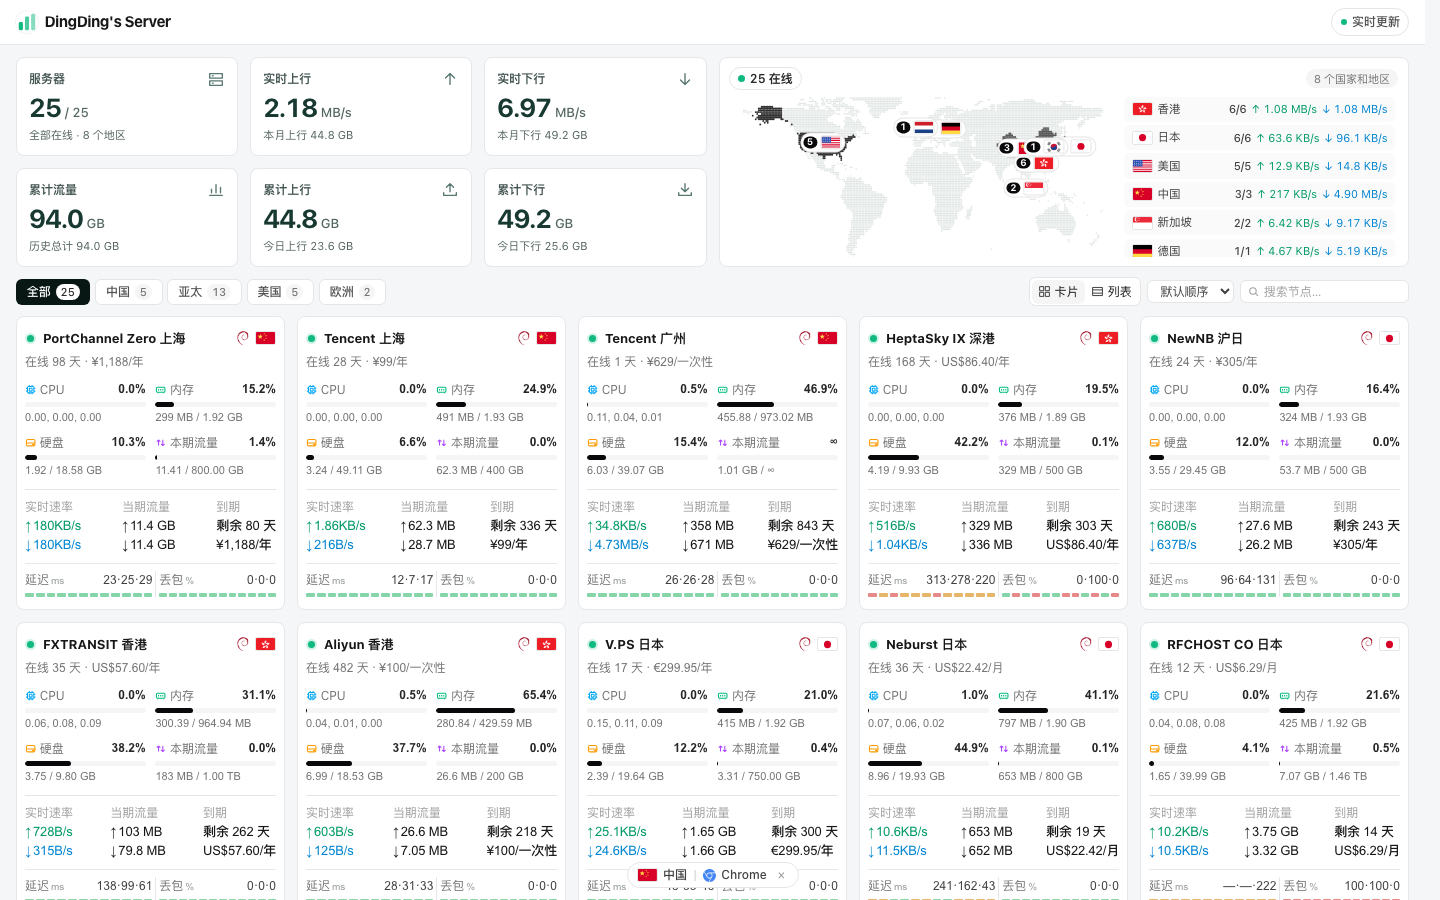 DingDing's Server
实时更新
服务器
25 / 25
全部在线 · 8 个地区
实时上行
2.18 MB/s
本月上行 44.8 GB
实时下行
6.97 MB/s
本月下行 49.2 GB
累计流量
94.0 GB
历史总计 94.0 GB
累计上行
44.8 GB
今日上行 23.6 GB
累计下行
49.2 GB
今日下行 25.6 GB
25 在线
8 个国家和地区
5
1
3
1
6
2
香港 6/6 ↑ 1.08 MB/s ↓ 1.08 MB/s
日本 6/6 ↑ 63.6 KB/s ↓ 96.1 KB/s
美国 5/5 ↑ 12.9 KB/s ↓ 14.8 KB/s
中国 3/3 ↑ 217 KB/s ↓ 4.90 MB/s
新加坡 2/2 ↑ 6.42 KB/s ↓ 9.17 KB/s
德国 1/1 ↑ 4.67 KB/s ↓ 5.19 KB/s
全部 25 中国 5 亚太 13 美国 5 欧洲 2
卡片 列表 默认顺序 搜索节点...
PortChannel Zero 上海
在线 98 天 · ¥1,188/年
CPU 0.0% 内存 15.2%
0.00, 0.00, 0.00 299 MB / 1.92 GB
硬盘 10.3% 本期流量 1.4%
1.92 / 18.58 GB 11.41 / 800.00 GB
实时速率 当期流量 到期
↑180KB/s ↑11.4 GB 剩余 80 天
↓180KB/s ↓11.4 GB ¥1,188/年
延迟 ms 23·25·29 丢包 % 0·0·0
Tencent 上海
在线 28 天 · ¥99/年
CPU 0.0% 内存 24.9%
0.00, 0.00, 0.00 491 MB / 1.93 GB
硬盘 6.6% 本期流量 0.0%
3.24 / 49.11 GB 62.3 MB / 400 GB
实时速率 当期流量 到期
↑1.86KB/s ↑62.3 MB 剩余 336 天
↓216B/s ↓28.7 MB ¥99/年
延迟 ms 12·7·17 丢包 % 0·0·0
Tencent 广州
在线 1 天 · ¥629/一次性
CPU 0.5% 内存 46.9%
0.11, 0.04, 0.01 455.88 / 973.02 MB
硬盘 15.4% 本期流量 ∞
6.03 / 39.07 GB 1.01 GB / ∞
实时速率 当期流量 到期
↑34.8KB/s ↑358 MB 剩余 843 天
↓4.73MB/s ↓671 MB ¥629/一次性
延迟 ms 26·26·28 丢包 % 0·0·0
HeptaSky IX 深港
在线 168 天 · US$86.40/年
CPU 0.0% 内存 19.5%
0.00, 0.00, 0.00 376 MB / 1.89 GB
硬盘 42.2% 本期流量 0.1%
4.19 / 9.93 GB 329 MB / 500 GB
实时速率 当期流量 到期
↑516B/s ↑329 MB 剩余 303 天
↓1.04KB/s ↓336 MB US$86.40/年
延迟 ms 313·278·220 丢包 % 0·100·0
NewNB 沪日
在线 24 天 · ¥305/年
CPU 0.0% 内存 16.4%
0.00, 0.00, 0.00 324 MB / 1.93 GB
硬盘 12.0% 本期流量 0.0%
3.55 / 29.45 GB 53.7 MB / 500 GB
实时速率 当期流量 到期
↑680B/s ↑27.6 MB 剩余 243 天
↓637B/s ↓26.2 MB ¥305/年
延迟 ms 96·64·131 丢包 % 0·0·0
FXTRANSIT 香港
在线 35 天 · US$57.60/年
CPU 0.0% 内存 31.1%
0.06, 0.08, 0.09 300.39 / 964.94 MB
硬盘 38.2% 本期流量 0.0%
3.75 / 9.80 GB 183 MB / 1.00 TB
实时速率 当期流量 到期
↑728B/s ↑103 MB 剩余 262 天
↓315B/s ↓79.8 MB US$57.60/年
延迟 ms 138·99·61 丢包 % 0·0·0
Aliyun 香港
在线 482 天 · ¥100/一次性
CPU 0.5% 内存 65.4%
0.04, 0.01, 0.00 280.84 / 429.59 MB
硬盘 37.7% 本期流量 0.0%
6.99 / 18.53 GB 26.6 MB / 200 GB
实时速率 当期流量 到期
↑603B/s ↑26.6 MB 剩余 218 天
↓125B/s ↓7.05 MB ¥100/一次性
延迟 ms 28·31·33 丢包 % 0·0·0
V.PS 日本
在线 17 天 · €299.95/年
CPU 0.0% 内存 21.0%
0.15, 0.11, 0.09 415 MB / 1.92 GB
硬盘 12.2% 本期流量 0.4%
2.39 / 19.64 GB 3.31 / 750.00 GB
实时速率 当期流量 到期
↑25.1KB/s ↑1.65 GB 剩余 300 天
↓24.6KB/s ↓1.66 GB €299.95/年
延迟 ms 0·0·0
Neburst 日本
在线 36 天 · US$22.42/月
CPU 1.0% 内存 41.1%
0.07, 0.06, 0.02 797 MB / 1.90 GB
硬盘 44.9% 本期流量 0.1%
8.96 / 19.93 GB 653 MB / 800 GB
实时速率 当期流量 到期
↑10.6KB/s ↑653 MB 剩余 19 天
↓11.5KB/s ↓652 MB US$22.42/月
延迟 ms 241·162·43 丢包 % 0·0·0
RFCHOST CO 日本
在线 12 天 · US$6.29/月
CPU 0.0% 内存 21.6%
0.04, 0.08, 0.08 425 MB / 1.92 GB
硬盘 4.1% 本期流量 0.5%
1.65 / 39.99 GB 7.07 GB / 1.46 TB
实时速率 当期流量 到期
↑10.2KB/s ↑3.75 GB 剩余 14 天
↓10.5KB/s ↓3.32 GB US$6.29/月
延迟 ms —·—·222 丢包 % 100·100·0
中国 | Chrome ×